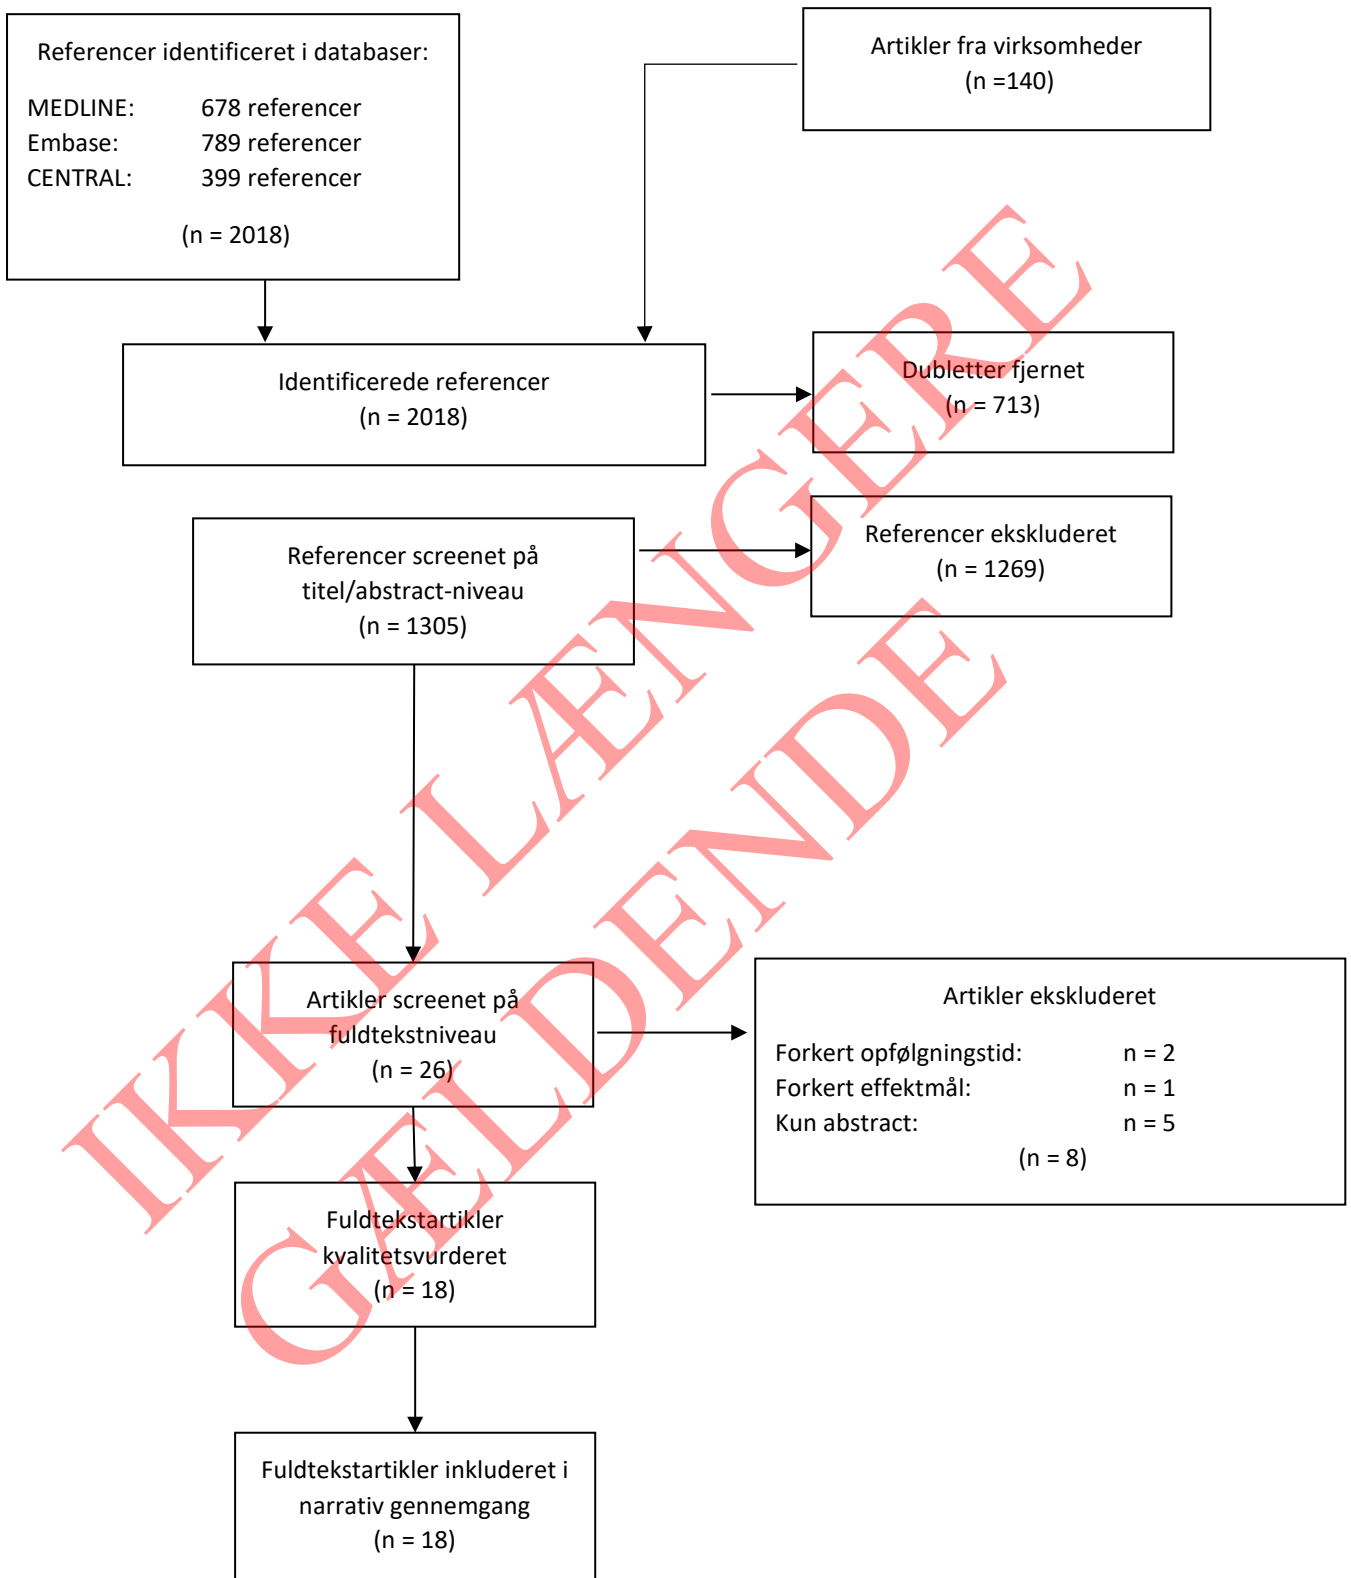 Referencer identificeret i databaser:
MEDLINE: 678 referencer
Embase: 789 referencer
CENTRAL: 399 referencer
(n = 2018)
Artikler fra virksomheder
(n =140)
Identificerede referencer
(n = 2018)
Dubletter fjernet
(n = 713)
Referencer screenet på
titel/abstract-niveau
(n = 1305)
Referencer ekskluderet
(n = 1269)
Artikler screenet på
fuldtekstniveau
(n = 26)
Artikler ekskluderet
Forkert opfølgningstid: n = 2
Forkert effektmål: n = 1
Kun abstract: n = 5
(n = 8)
Fuldtekstartikler
kvalitetsvurderet
(n = 18)
Fuldtekstartikler inkluderet i
narrativ gennemgang
(n = 18)
IKKE LÆNGERE
GÆLDENDE